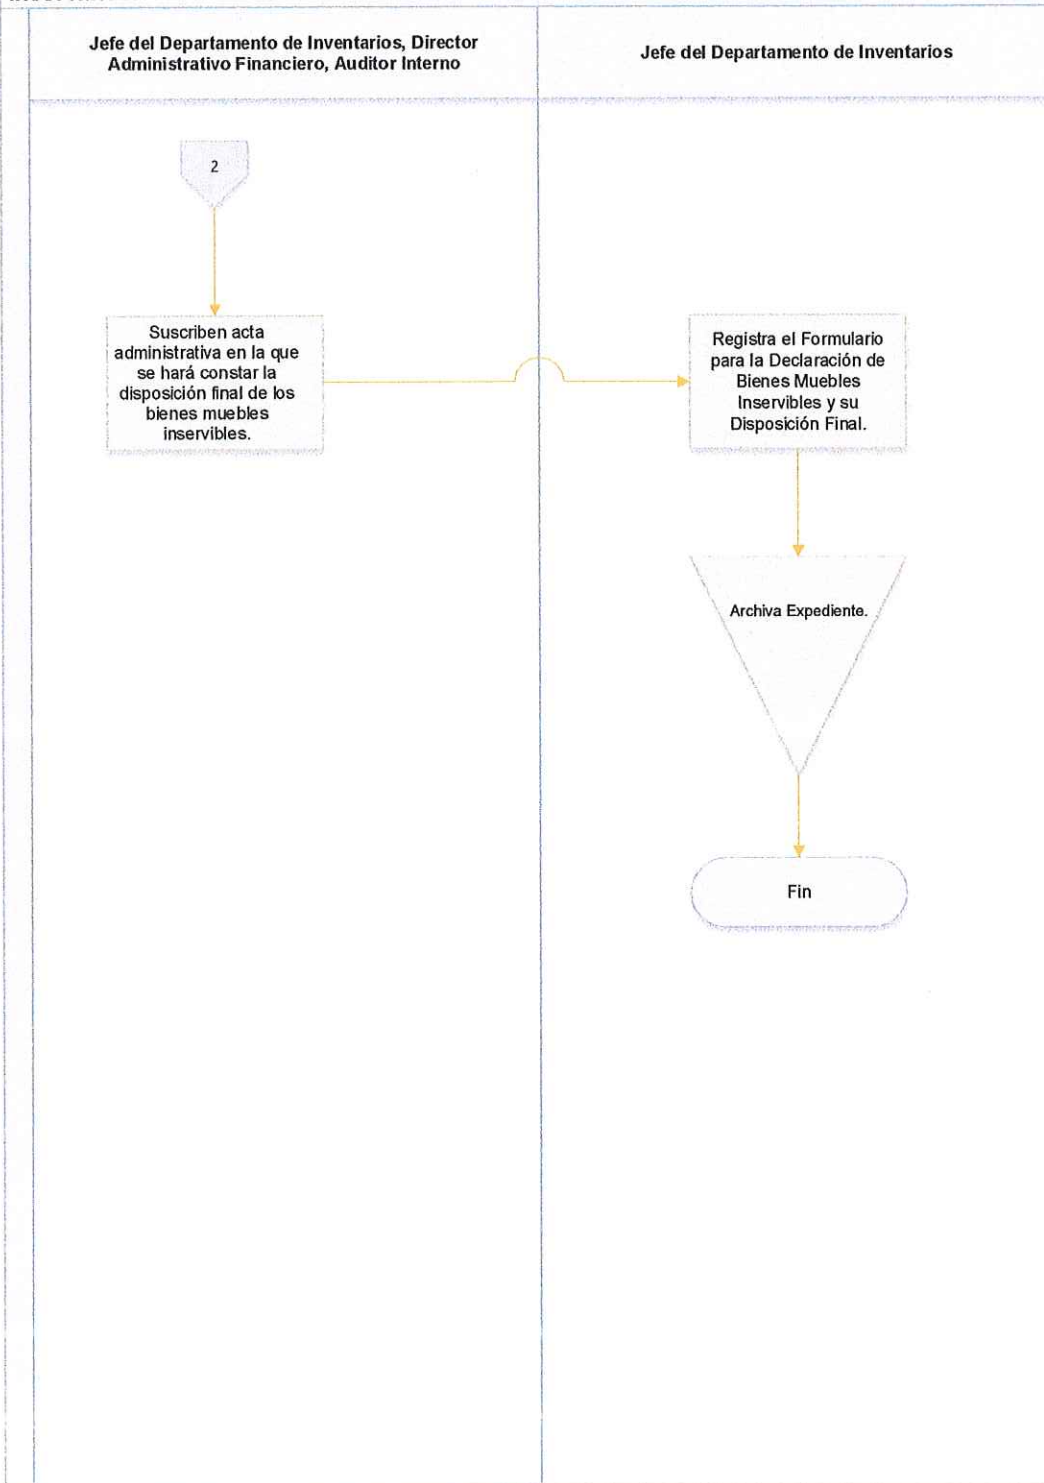 Jefe del Departamento de Inventarios, Director
Administrativo Financiero, Auditor Interno
Jefe del Departamento de Inventarios
2
Suscriben acta
administrativa en la que
se hará constar la
disposición final de los
bienes muebles
inservibles.
Registra el Formulario
para la Declaración de
Bienes Muebles
Inservibles y su
Disposición Final.
Archiva Expediente.
Fin